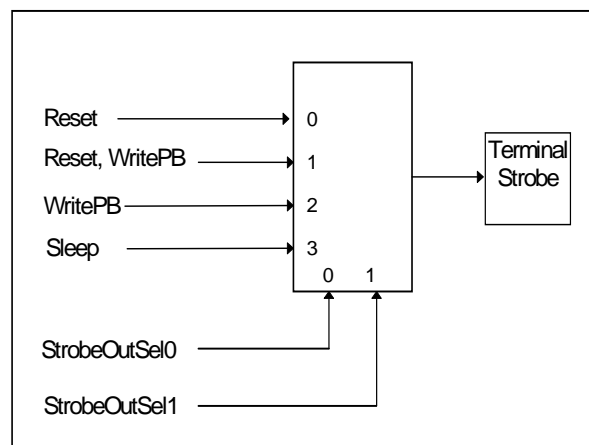 Reset
0
Reset, WritePB
1
Terminal
Strobe
WritePB
2
Sleep
3
0 1
StrobeOutSel0
StrobeOutSel1